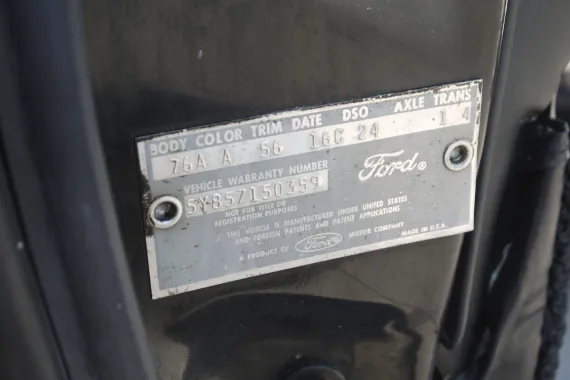 BODY COLOR TRIM DATE DSO AXLE TRANS
76A A 56 16C 24 1 4
VEHICLE WARRANTY NUMBER
5Y85Z150359
Ford®
NOT FOR TITLE OR
REGISTRATION PURPOSES
THIS VEHICLE IS MANUFACTURED UNDER UNITED STATES
AND FOREIGN PATENTS AND PATENT APPLICATIONS
A PRODUCT OF Ford MOTOR COMPANY MADE IN U.S.A.